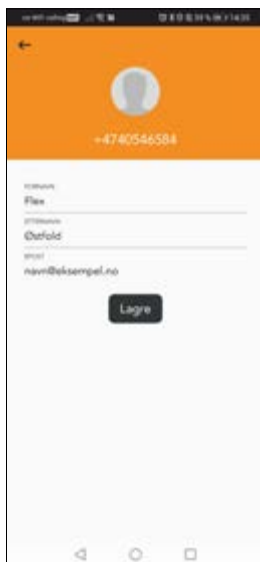 +4740546584
FORNAVN
Flex
ETTERNAVN
Østfold
EPOST
navn@eksempel.no
Lagre